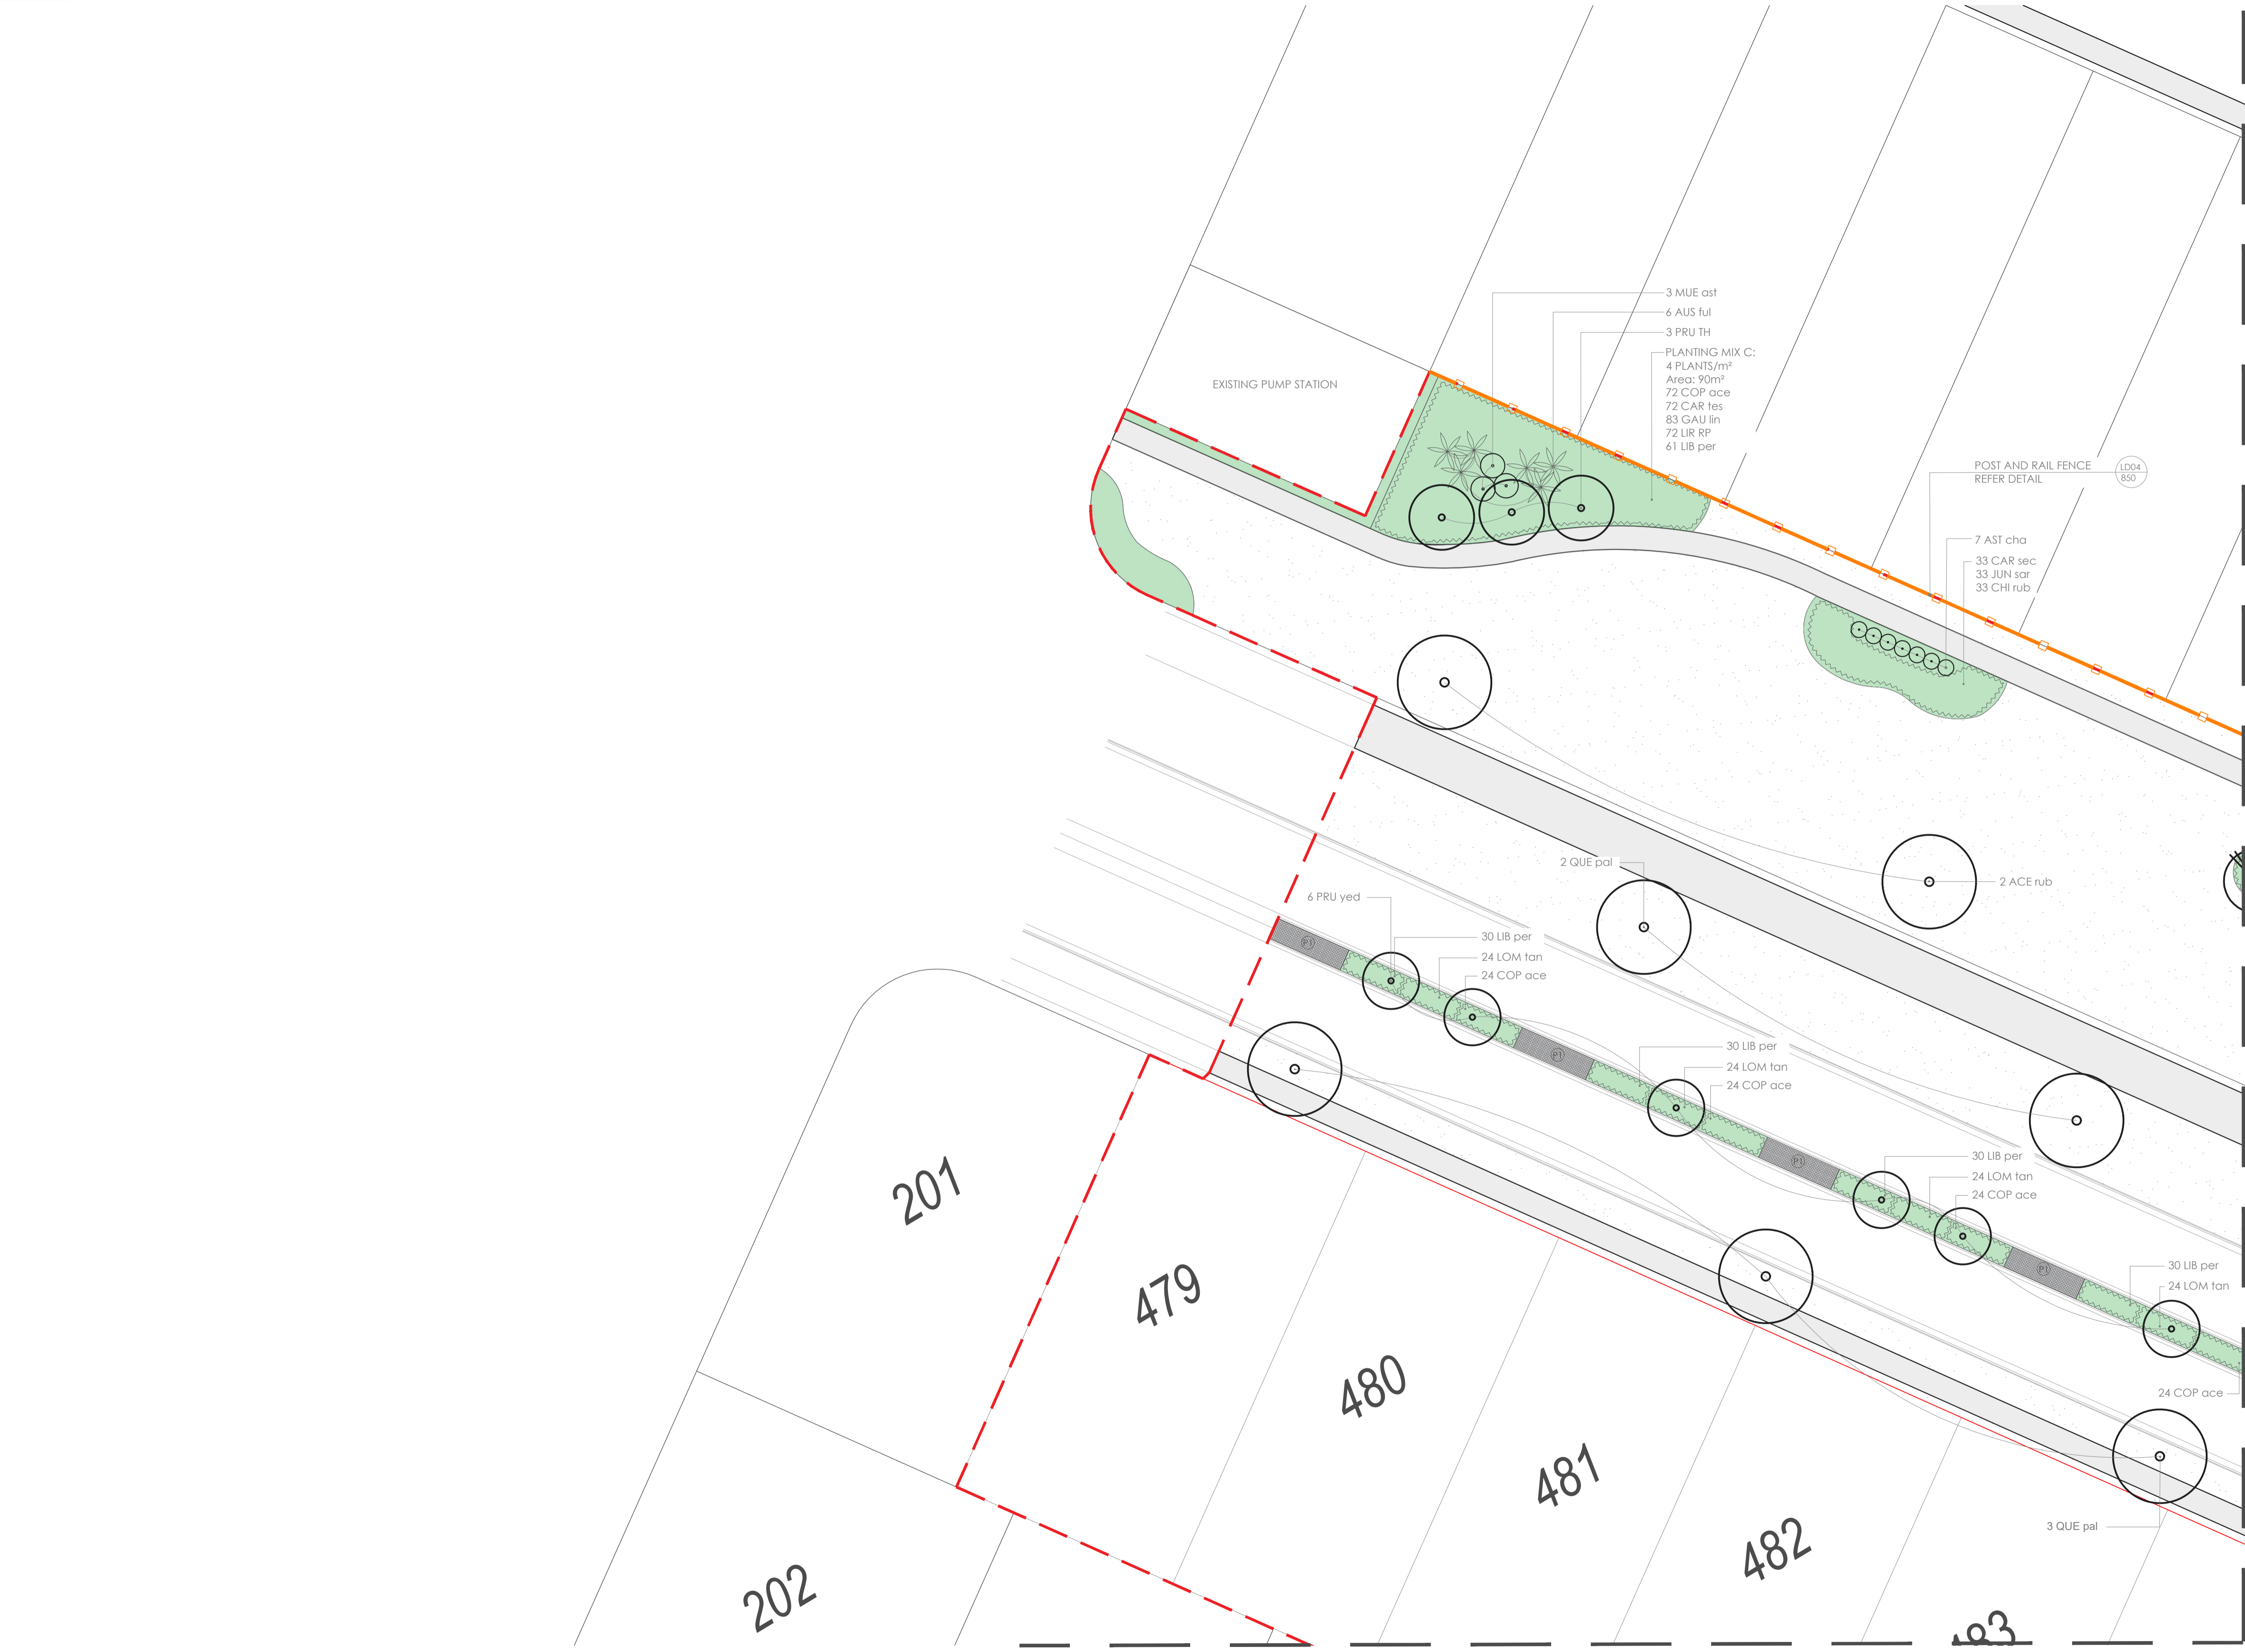 3 MUE ast
6 AUS ful
3 PRU TH
PLANTING MIX C:
4 PLANTS/m²
Area: 90m²
72 COP ace
72 CAR tes
83 GAU lin
72 LIR RP
61 LIB per
EXISTING PUMP STATION
POST AND RAIL FENCE
REFER DETAIL
LD04
850
7 AST cha
33 CAR sec
33 JUN sar
33 CHI rub
2 QUE pal
2 ACE rub
6 PRU yed
30 LIB per
24 LOM tan
24 COP ace
P1
P1
30 LIB per
24 LOM tan
24 COP ace
P1
30 LIB per
24 LOM tan
24 COP ace
P1
30 LIB per
24 LOM tan
24 COP ace
3 QUE pal
201
479
480
481
482
202